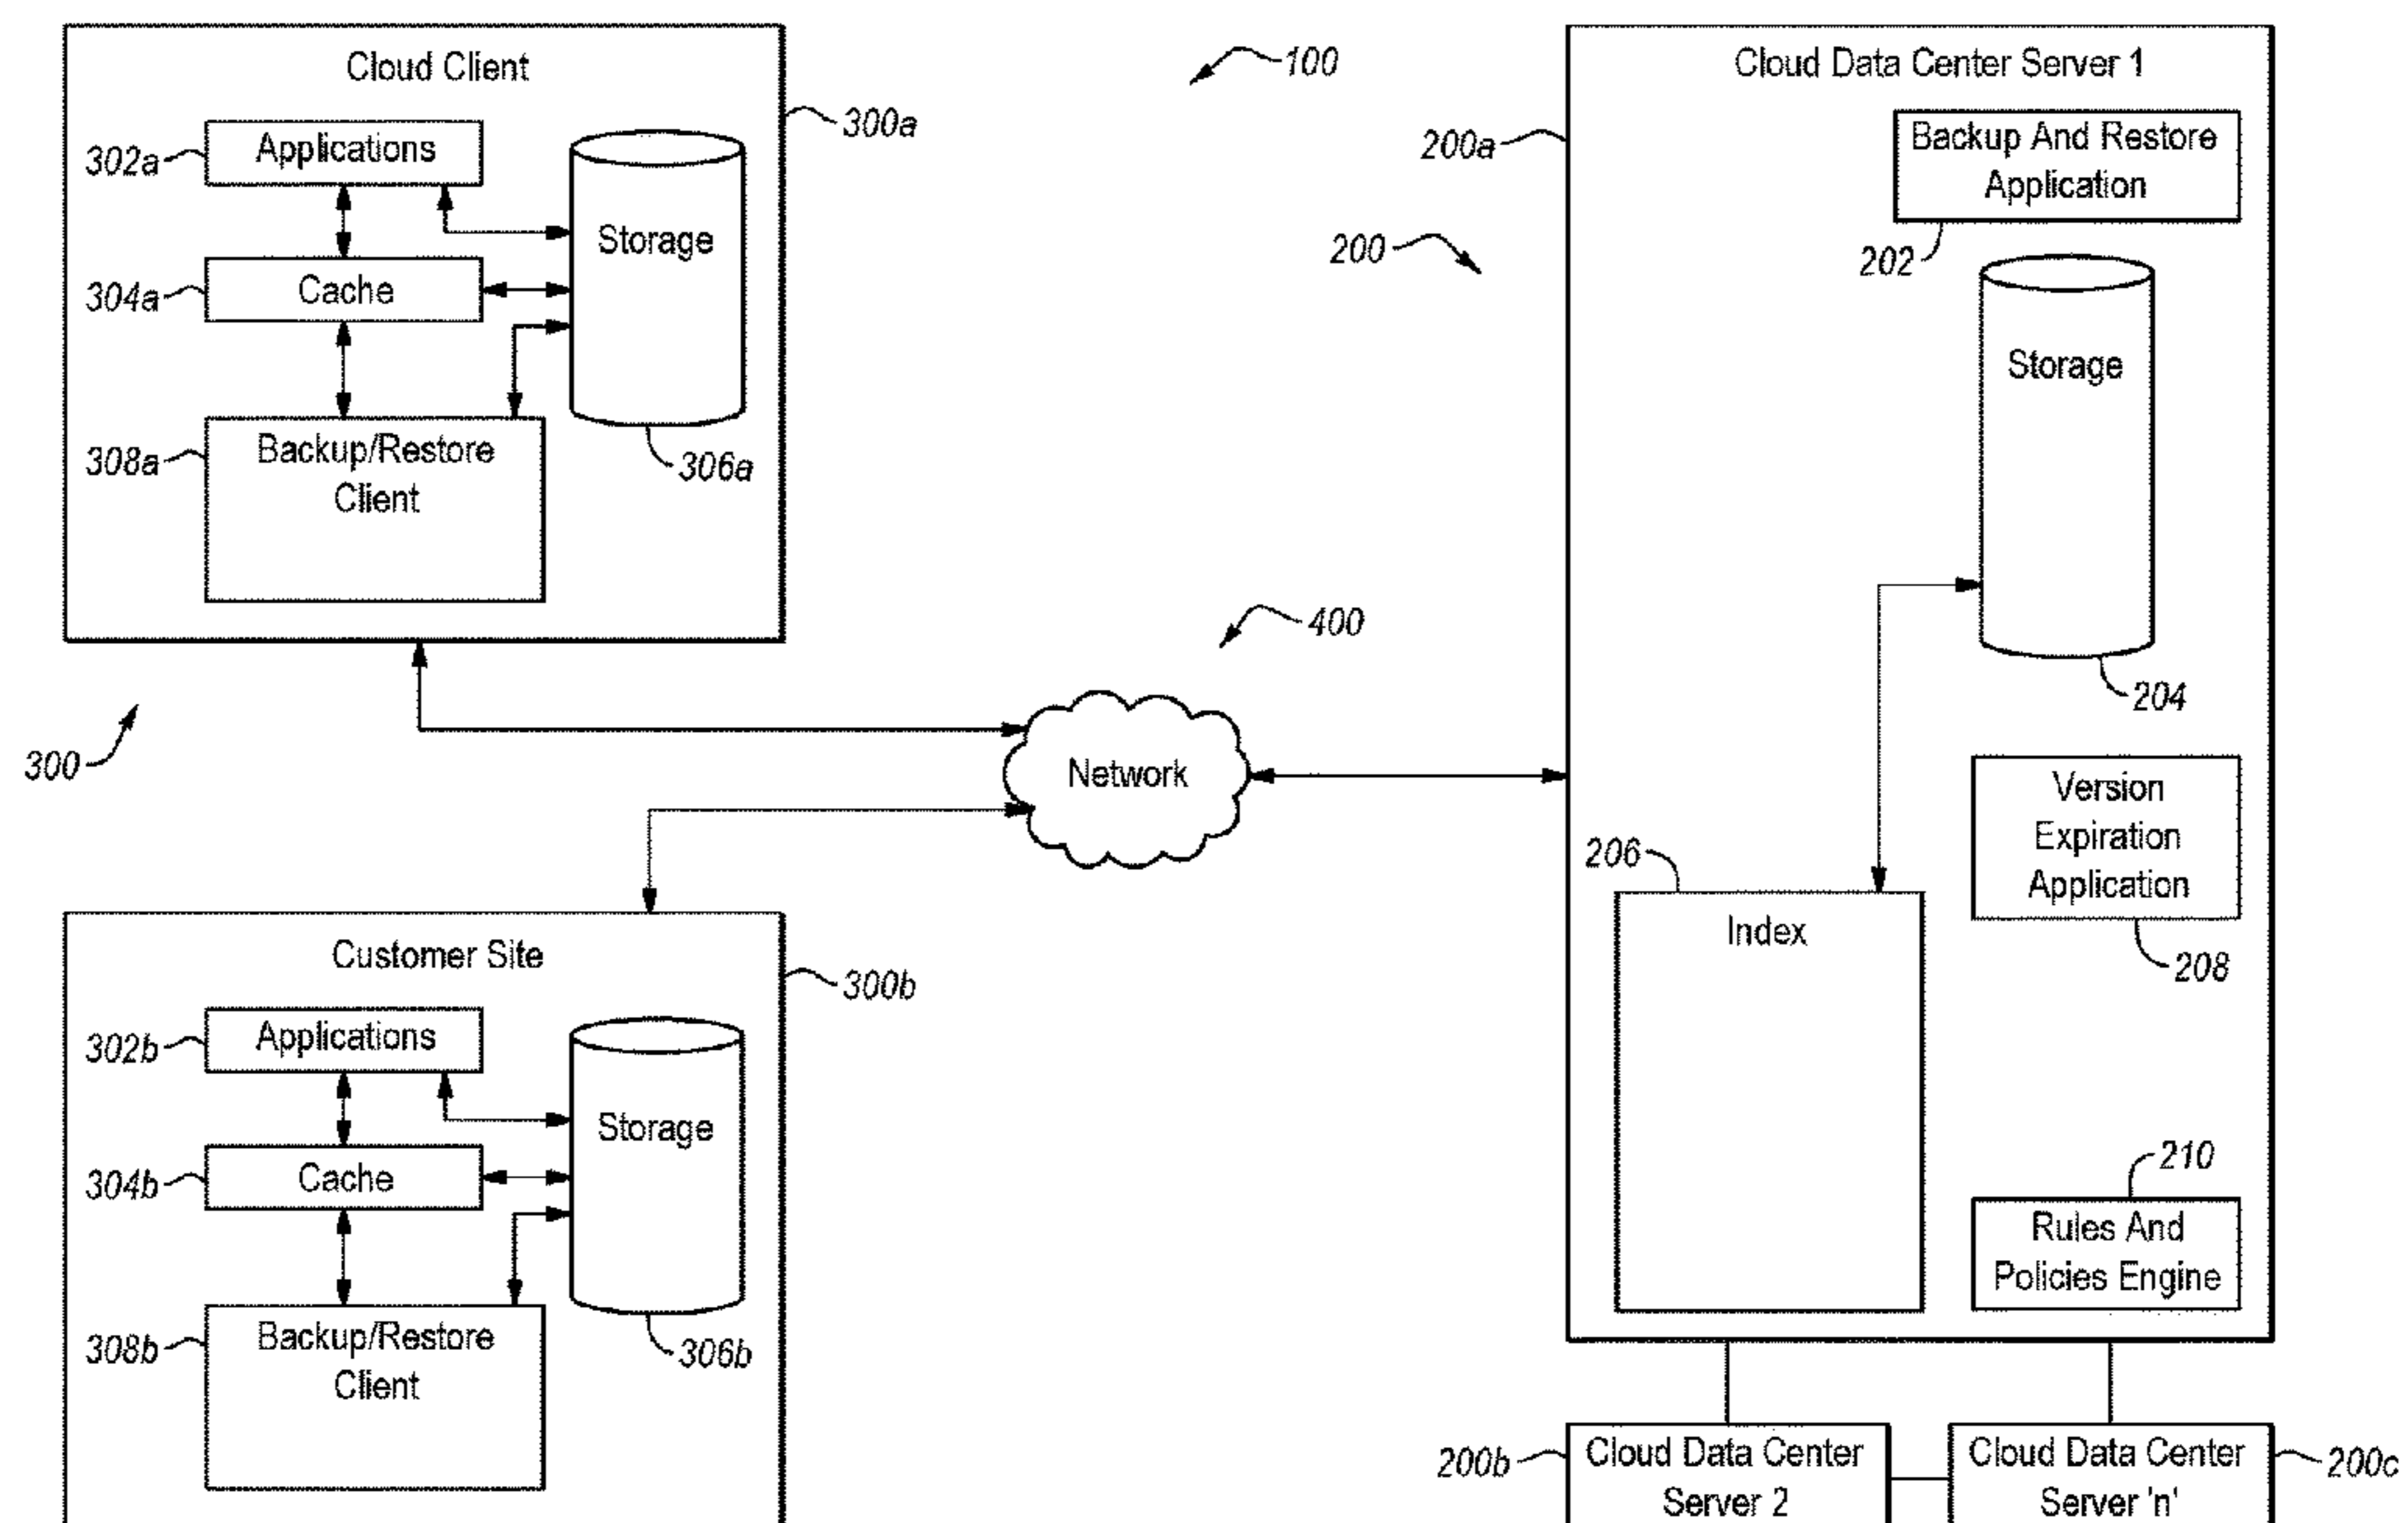 Cloud Client
300a
302a
Applications
Storage
304a
Cache
308a
Backup/Restore
Client
306a
300
100
200
400
Network
Customer Site
300b
302b
Applications
Storage
304b
Cache
308b
Backup/Restore
Client
306b
Cloud Data Center Server 1
200a
Backup And Restore
Application
202
Storage
204
Version
Expiration
Application
208
206
Index
210
Rules And
Policies Engine
200b
Cloud Data Center
Server 2
Cloud Data Center
Server 'n'
200c